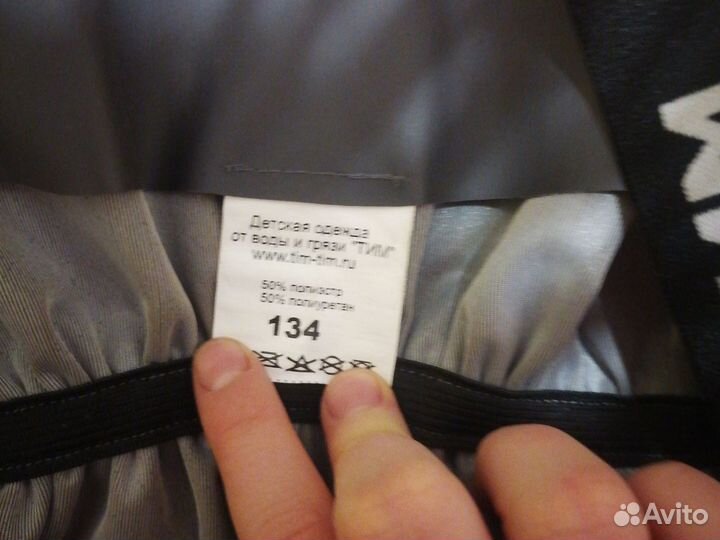 Детская одежда
от воды и грязи "ТИМ"
www.tim-tim.ru
50% полиэстр
50% полиуретан
134
Avito